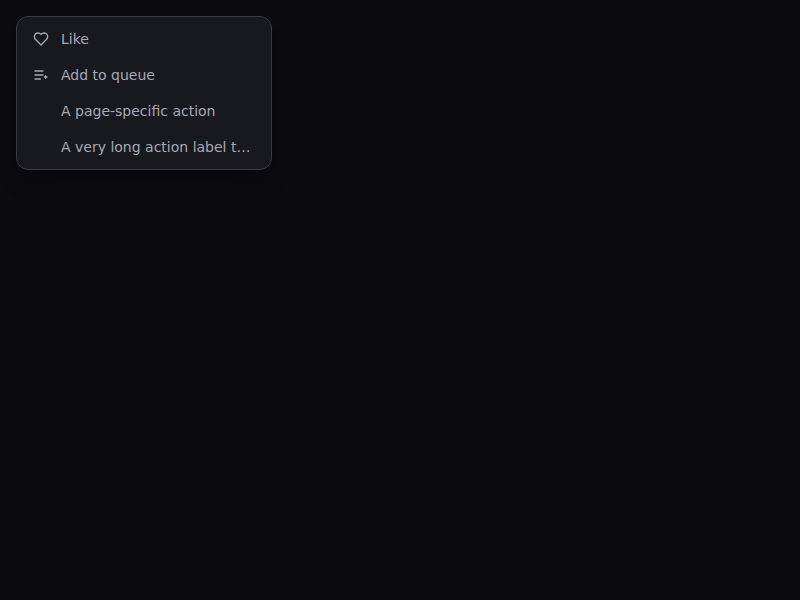 Like
Add to queue
A page-specific action
A very long action label t…